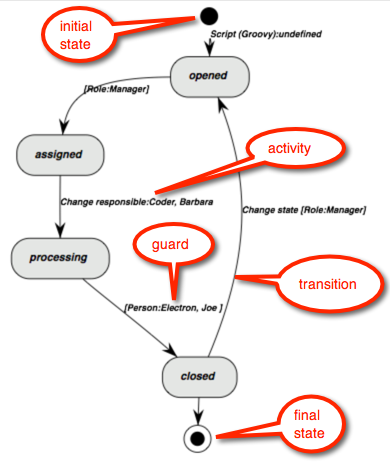 initial
state
Script (Groovy):undefined
opened
[Role:Manager]
assigned
activity
Change responsible:Coder, Barbara
Change state [Role:Manager]
guard
processing
transition
[Person:Electron, Joe ]
closed
final
state